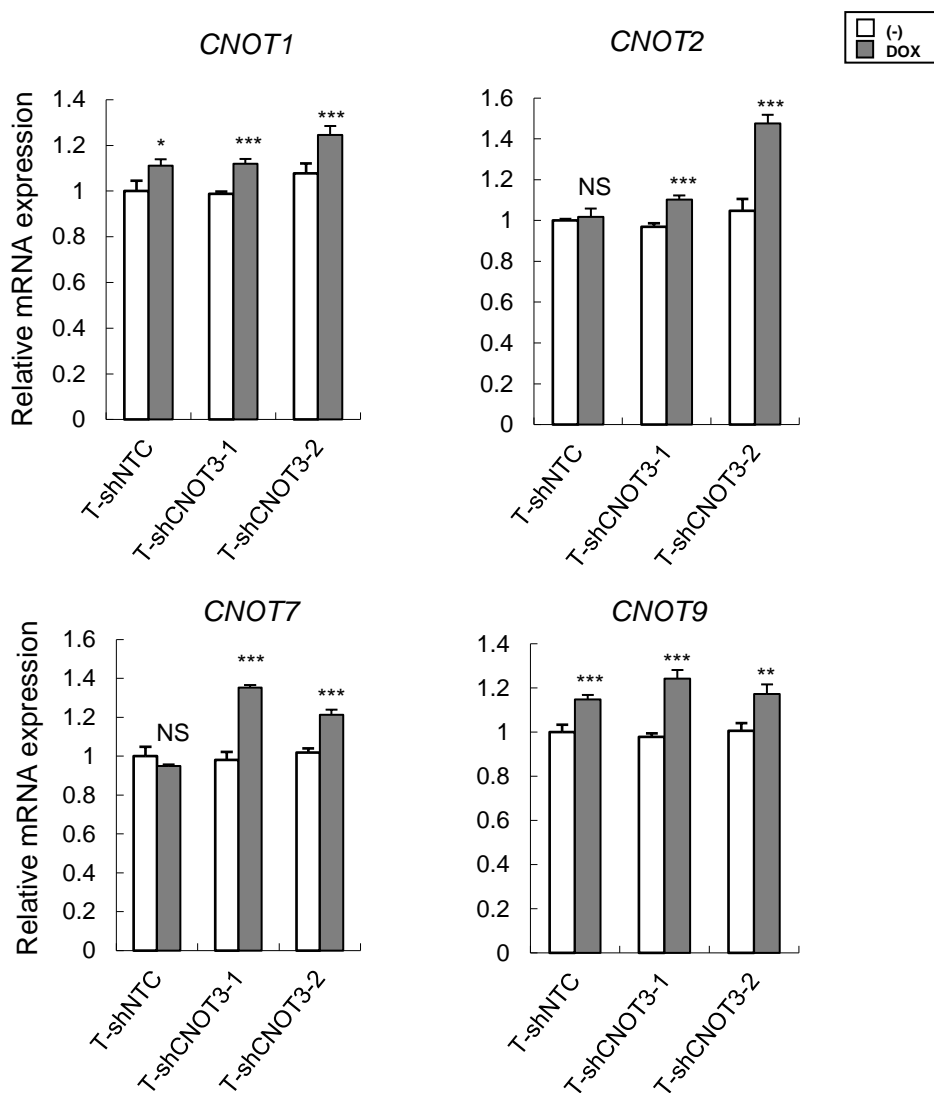 (-)
DOX
CNOT1
Relative mRNA expression
1.4
1.2
1
0.8
0.6
0.4
0.2
0
*
***
***
T-shNTC
T-shCNOT3-1
T-shCNOT3-2
CNOT2
1.6
1.4
1.2
1
0.8
0.6
0.4
0.2
0
NS
***
***
T-shNTC
T-shCNOT3-1
T-shCNOT3-2
CNOT7
Relative mRNA expression
1.6
1.4
1.2
1
0.8
0.6
0.4
0.2
0
NS
***
***
T-shNTC
T-shCNOT3-1
T-shCNOT3-2
CNOT9
1.4
1.2
1
0.8
0.6
0.4
0.2
0
***
***
**
T-shNTC
T-shCNOT3-1
T-shCNOT3-2